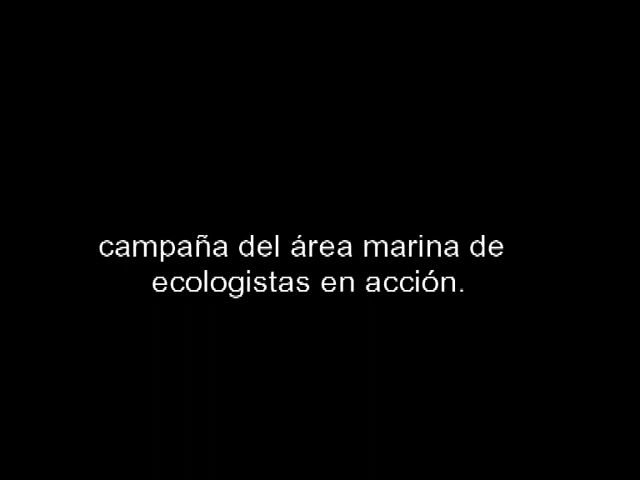 campaña del área marina de
ecologistas en acción.